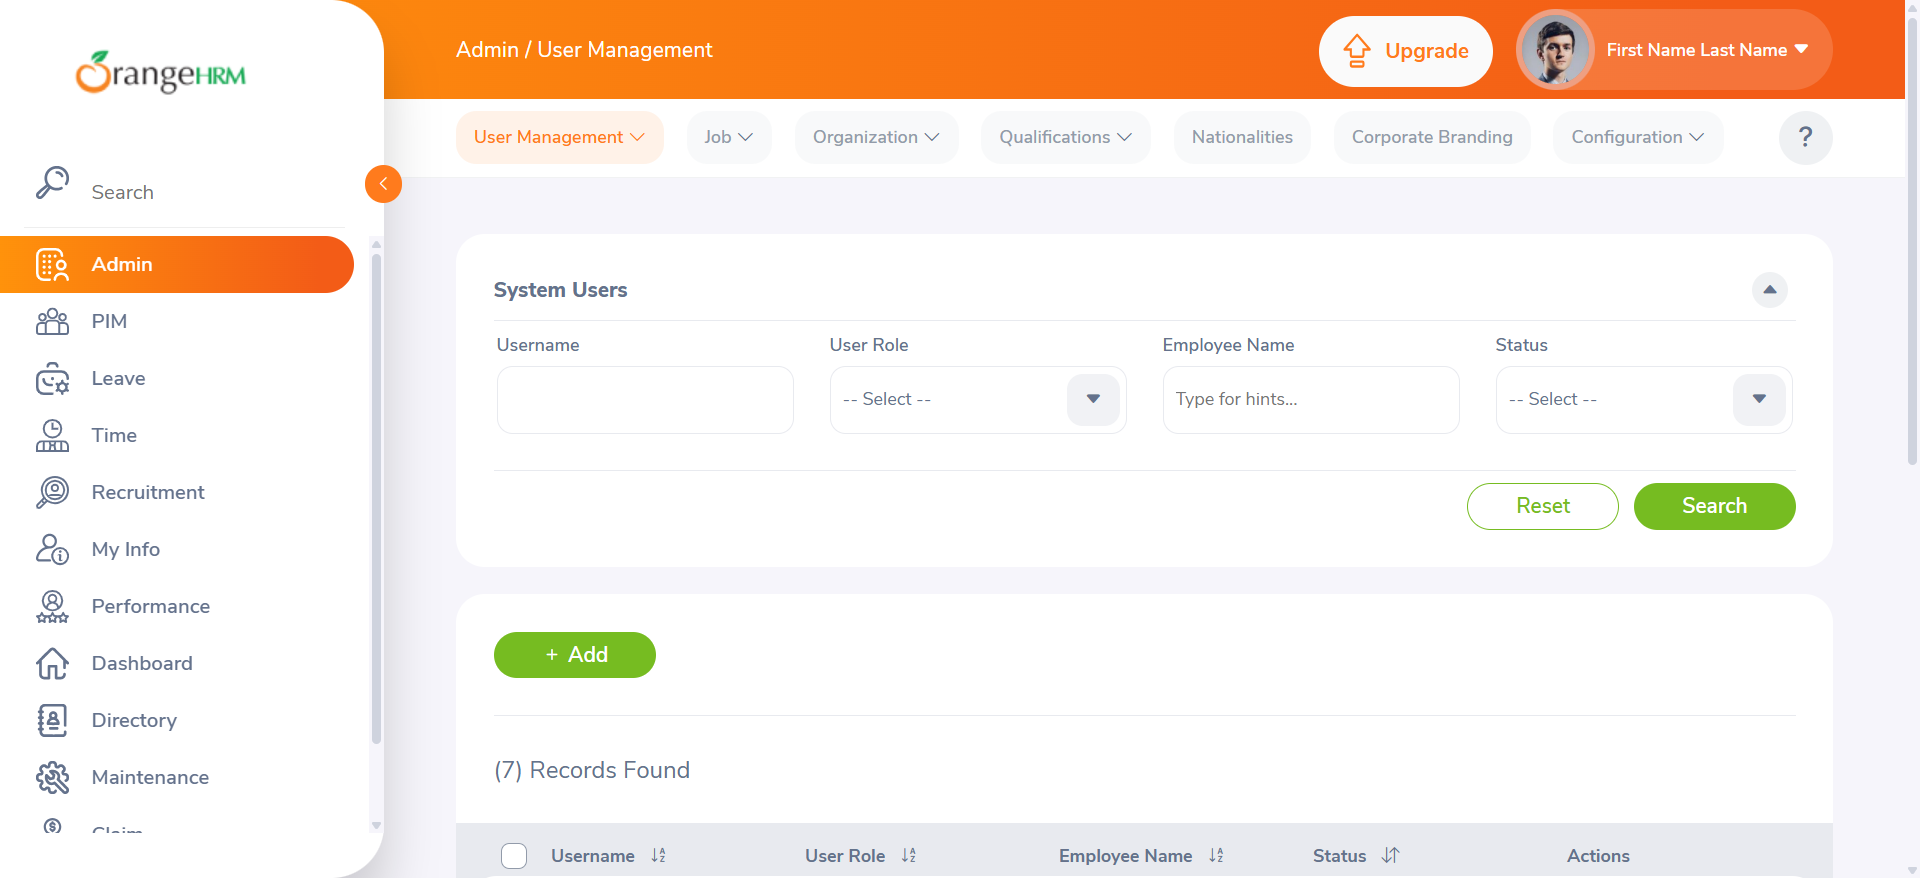 OrangeHRM
Admin / User Management
Upgrade
First Name Last Name
User Management
Job
Organization
Qualifications
Nationalities
Corporate Branding
Configuration
?
Search
Admin
PIM
Leave
Time
Recruitment
My Info
Performance
Dashboard
Directory
Maintenance
Claim
System Users
Username
User Role
Employee Name
Status
-- Select --
Type for hints...
-- Select --
Reset
Search
+ Add
(7) Records Found
Username
User Role
Employee Name
Status
Actions